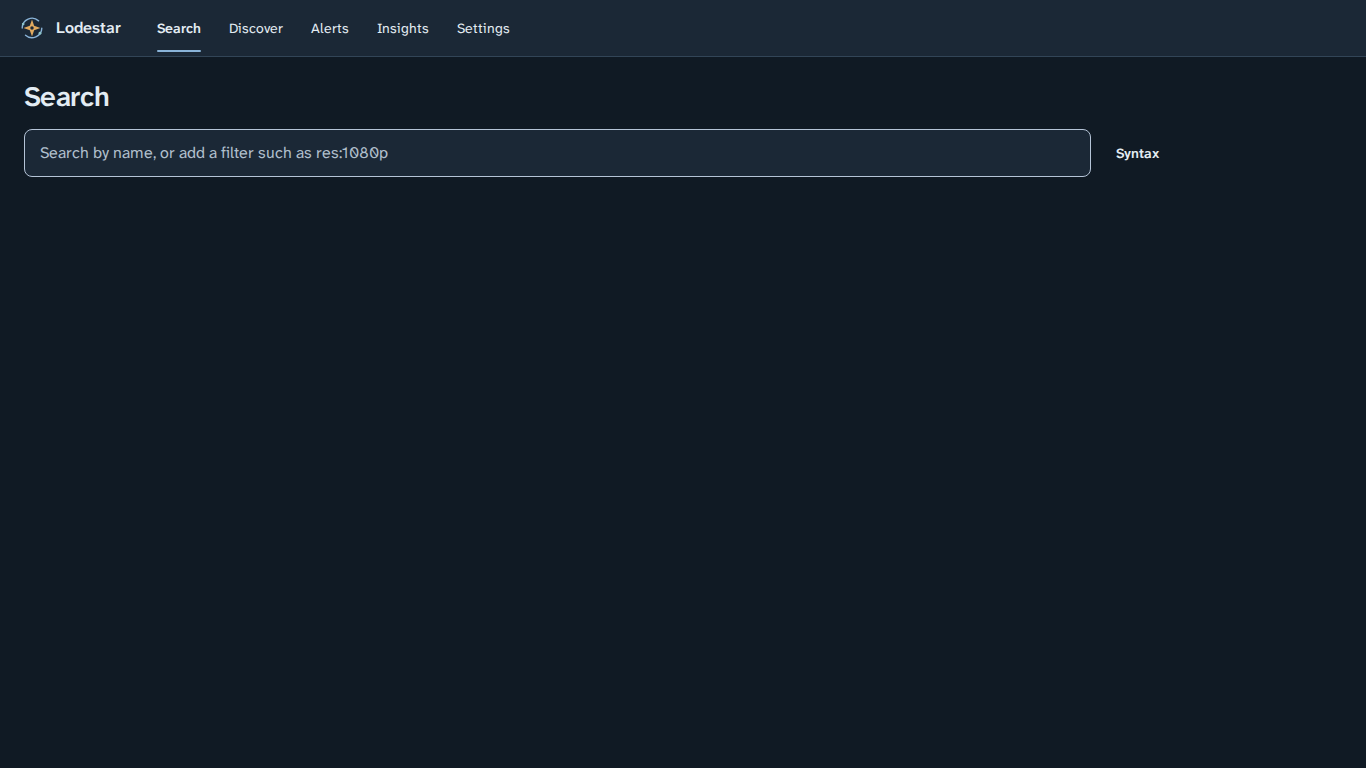 Lodestar
Search
Discover
Alerts
Insights
Settings
Search
Search by name, or add a filter such as res:1080p
Syntax